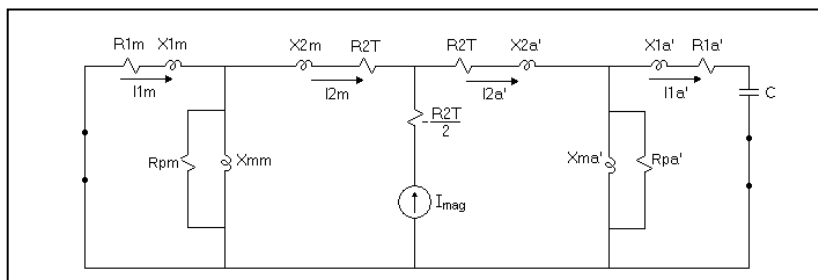 R1m X1m X2m R2T R2T X2a' X1a' R1a'
I1m I2m I2a' I1a' C
-R2T
2
Rpm Xmm Xma' Rpa'
Imag